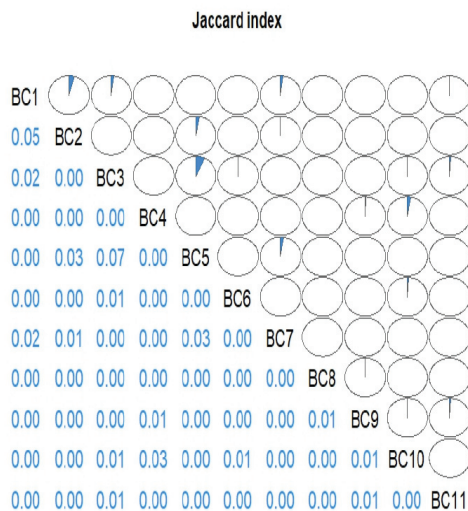 Jaccard index
BC1
0.05 BC2
0.02 0.00 BC3
0.00 0.00 0.00 BC4
0.00 0.03 0.07 0.00 BC5
0.00 0.00 0.01 0.00 0.00 BC6
0.02 0.01 0.00 0.00 0.03 0.00 BC7
0.00 0.00 0.00 0.00 0.00 0.00 0.00 BC8
0.00 0.00 0.00 0.01 0.00 0.00 0.00 0.01 BC9
0.00 0.00 0.01 0.03 0.00 0.01 0.00 0.00 0.01 BC10
0.00 0.00 0.01 0.00 0.00 0.00 0.00 0.00 0.01 0.00 BC11